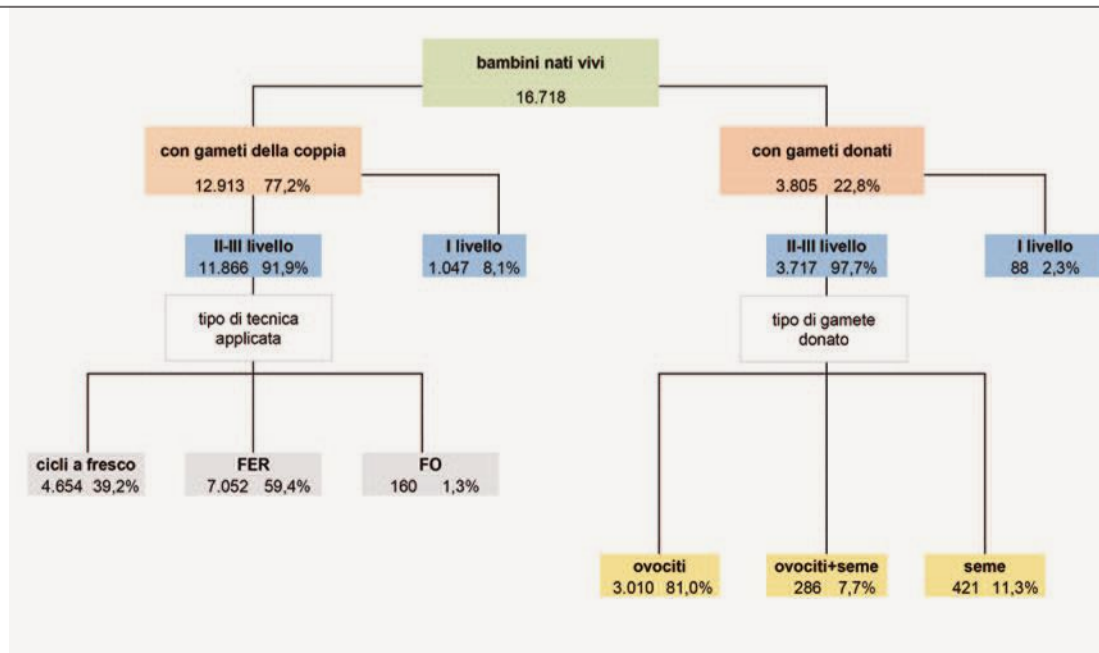 bambini nati vivi
16.718
con gameti della coppia
12.913 77,2%
con gameti donati
3.805 22,8%
II-III livello
11.866 91,9%
I livello
1.047 8,1%
II-III livello
3.717 97,7%
I livello
88 2,3%
tipo di tecnica
applicata
tipo di gamete
donato
cicli a fresco
4.654 39,2%
FER
7.052 59,4%
FO
160 1,3%
ovociti
3.010 81,0%
ovociti+seme
286 7,7%
seme
421 11,3%